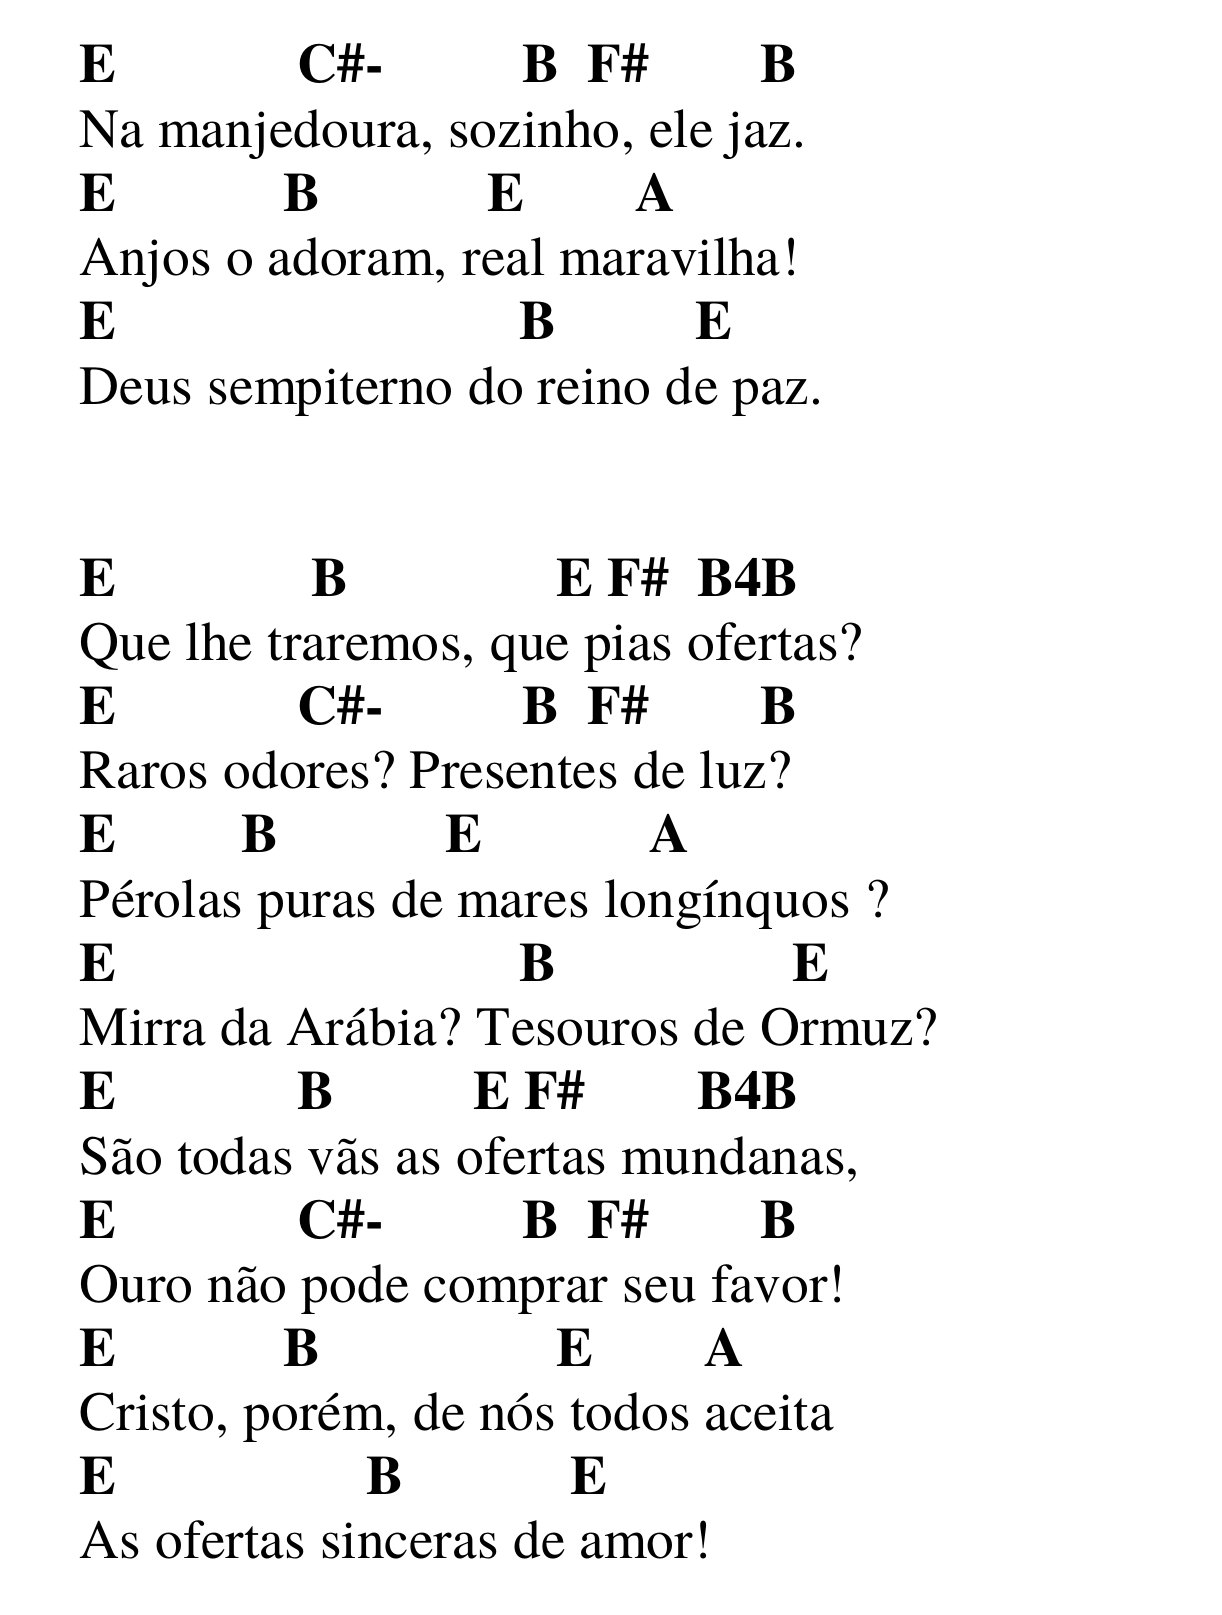 E C#- B F# B
Na manjedoura, sozinho, ele jaz.
E B E A
Anjos o adoram, real maravilha!
E B E
Deus sempiterno do reino de paz.
E B E F# B4B
Que lhe traremos, que pias ofertas?
E C#- B F# B
Raros odores? Presentes de luz?
E B E A
Pérolas puras de mares longínquos ?
E B E
Mirra da Arábia? Tesouros de Ormuz?
E B E F# B4B
São todas vãs as ofertas mundanas,
E C#- B F# B
Ouro não pode comprar seu favor!
E B E A
Cristo, porém, de nós todos aceita
E B E
As ofertas sinceras de amor!